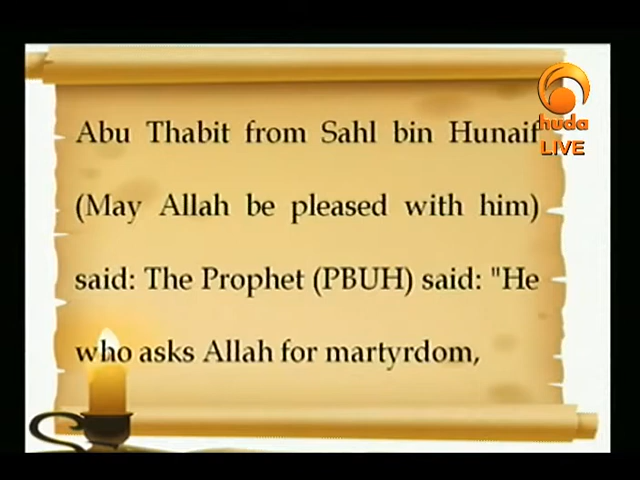 Abu Thabit from Sahl bin Hunaif
(May Allah be pleased with him)
said: The Prophet (PBUH) said: "He
who asks Allah for martyrdom,
huda
LIVE